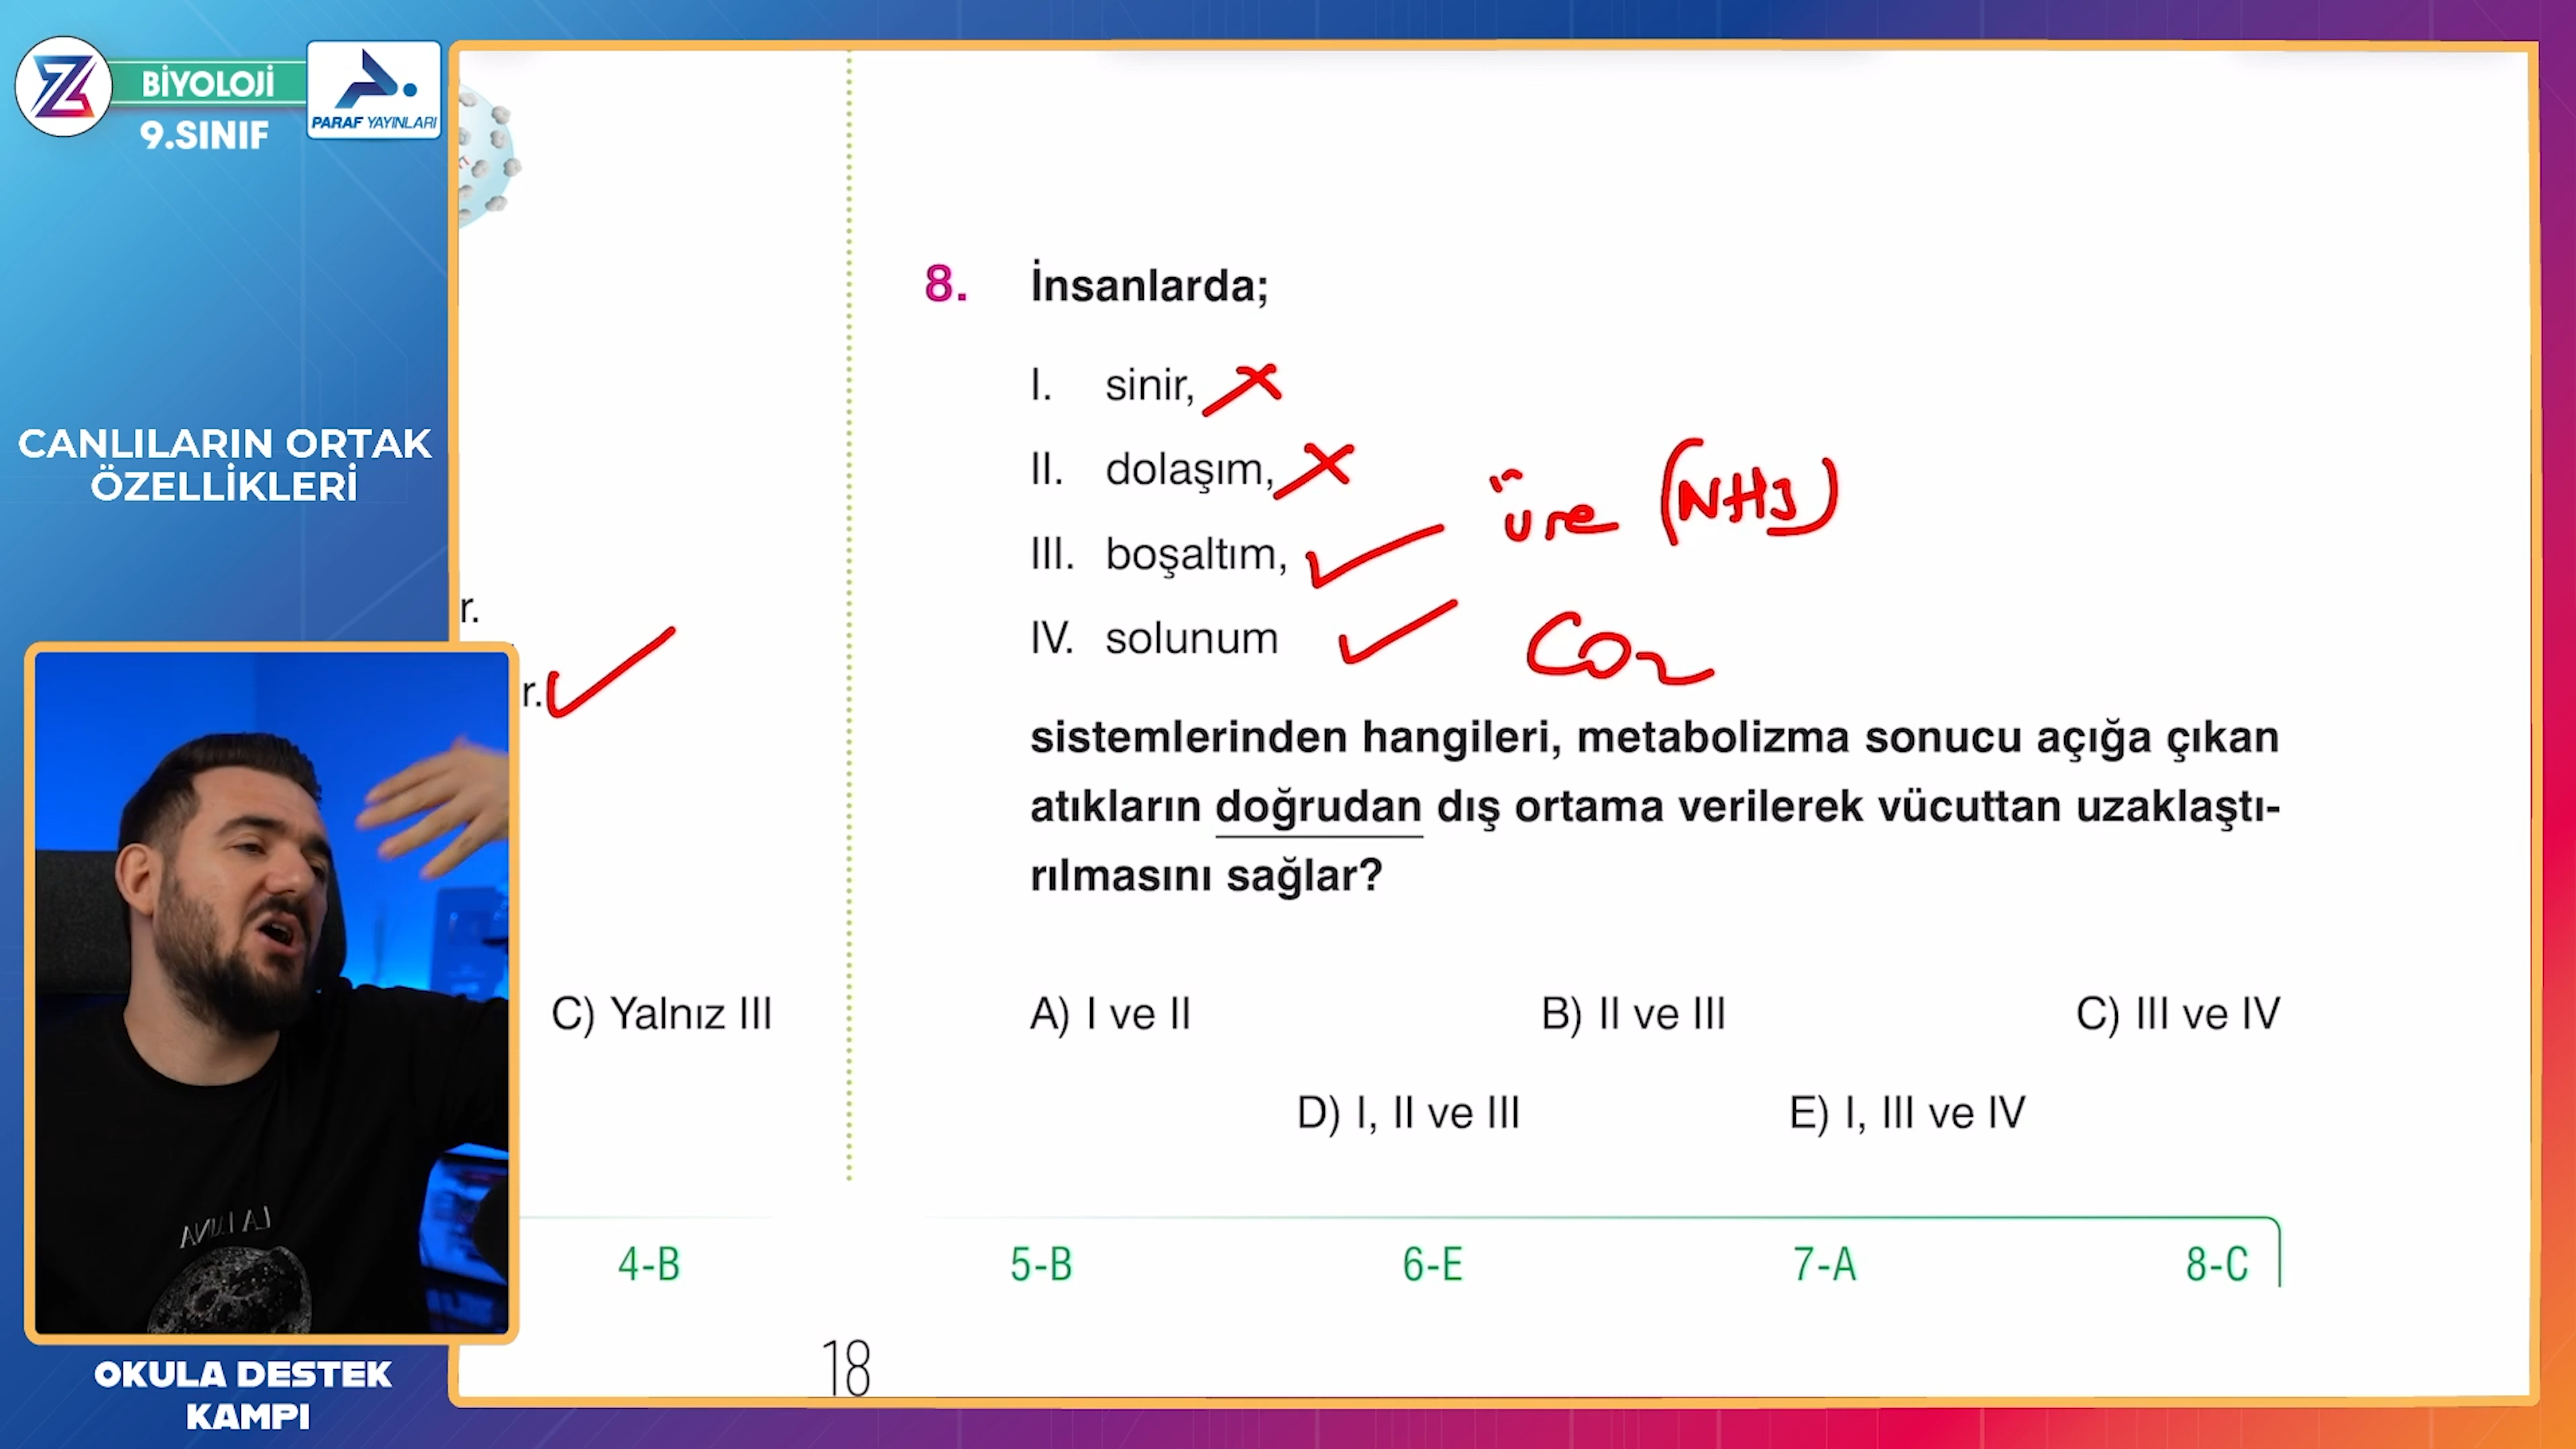 BİYOLOJİ
9.SINIF
PARAF YAYINLARI
CANLILARIN ORTAK
ÖZELLİKLERİ
r.
r.
C) Yalnız III
8. İnsanlarda;
I. sinir,
II. dolaşım,
III. boşaltım, üre (NH3)
IV. solunum CO2
sistemlerinden hangileri, metabolizma sonucu açığa çıkan
atıkların doğrudan dış ortama verilerek vücuttan uzaklaştı-
rılmasını sağlar?
A) I ve II B) II ve III C) III ve IV
D) I, II ve III E) I, III ve IV
4-B 5-B 6-E 7-A 8-C
18
OKULA DESTEK
KAMPI